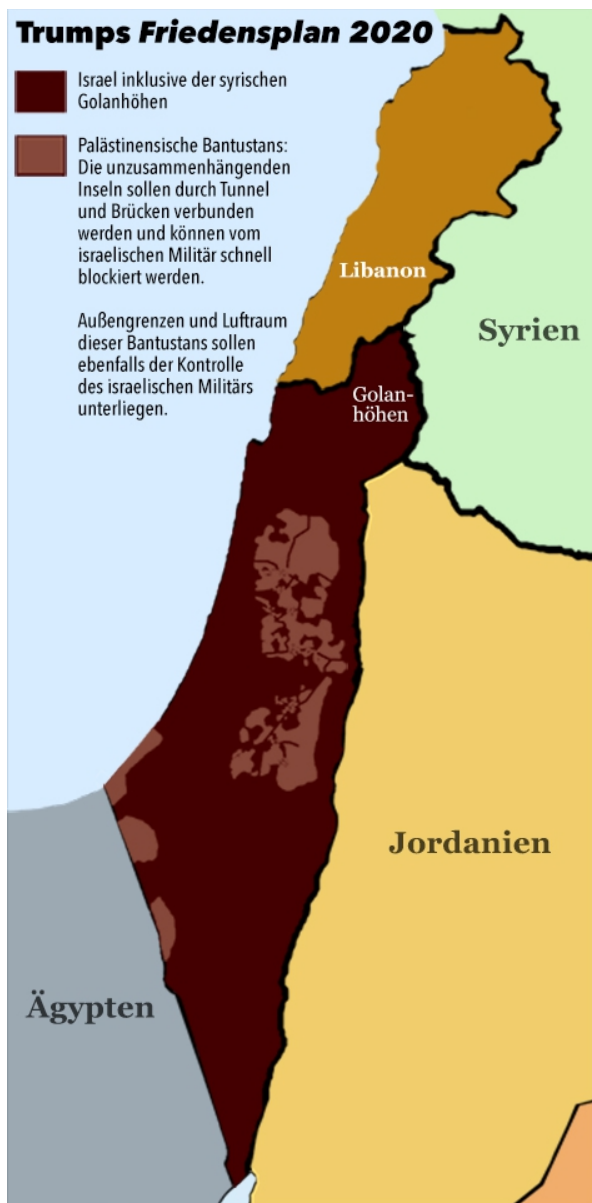 Trumps Friedensplan 2020
Israel inklusive der syrischen
Golanhöhen
Palästinensische Bantustans:
Die unzusammenhängenden
Inseln sollen durch Tunnel
und Brücken verbunden
werden und können vom
israelischen Militär schnell
blockiert werden.
Außengrenzen und Luftraum
dieser Bantustans sollen
ebenfalls der Kontrolle
des israelischen Militärs
unterliegen.
Libanon
Syrien
Golan-
höhen
Jordanien
Ägypten